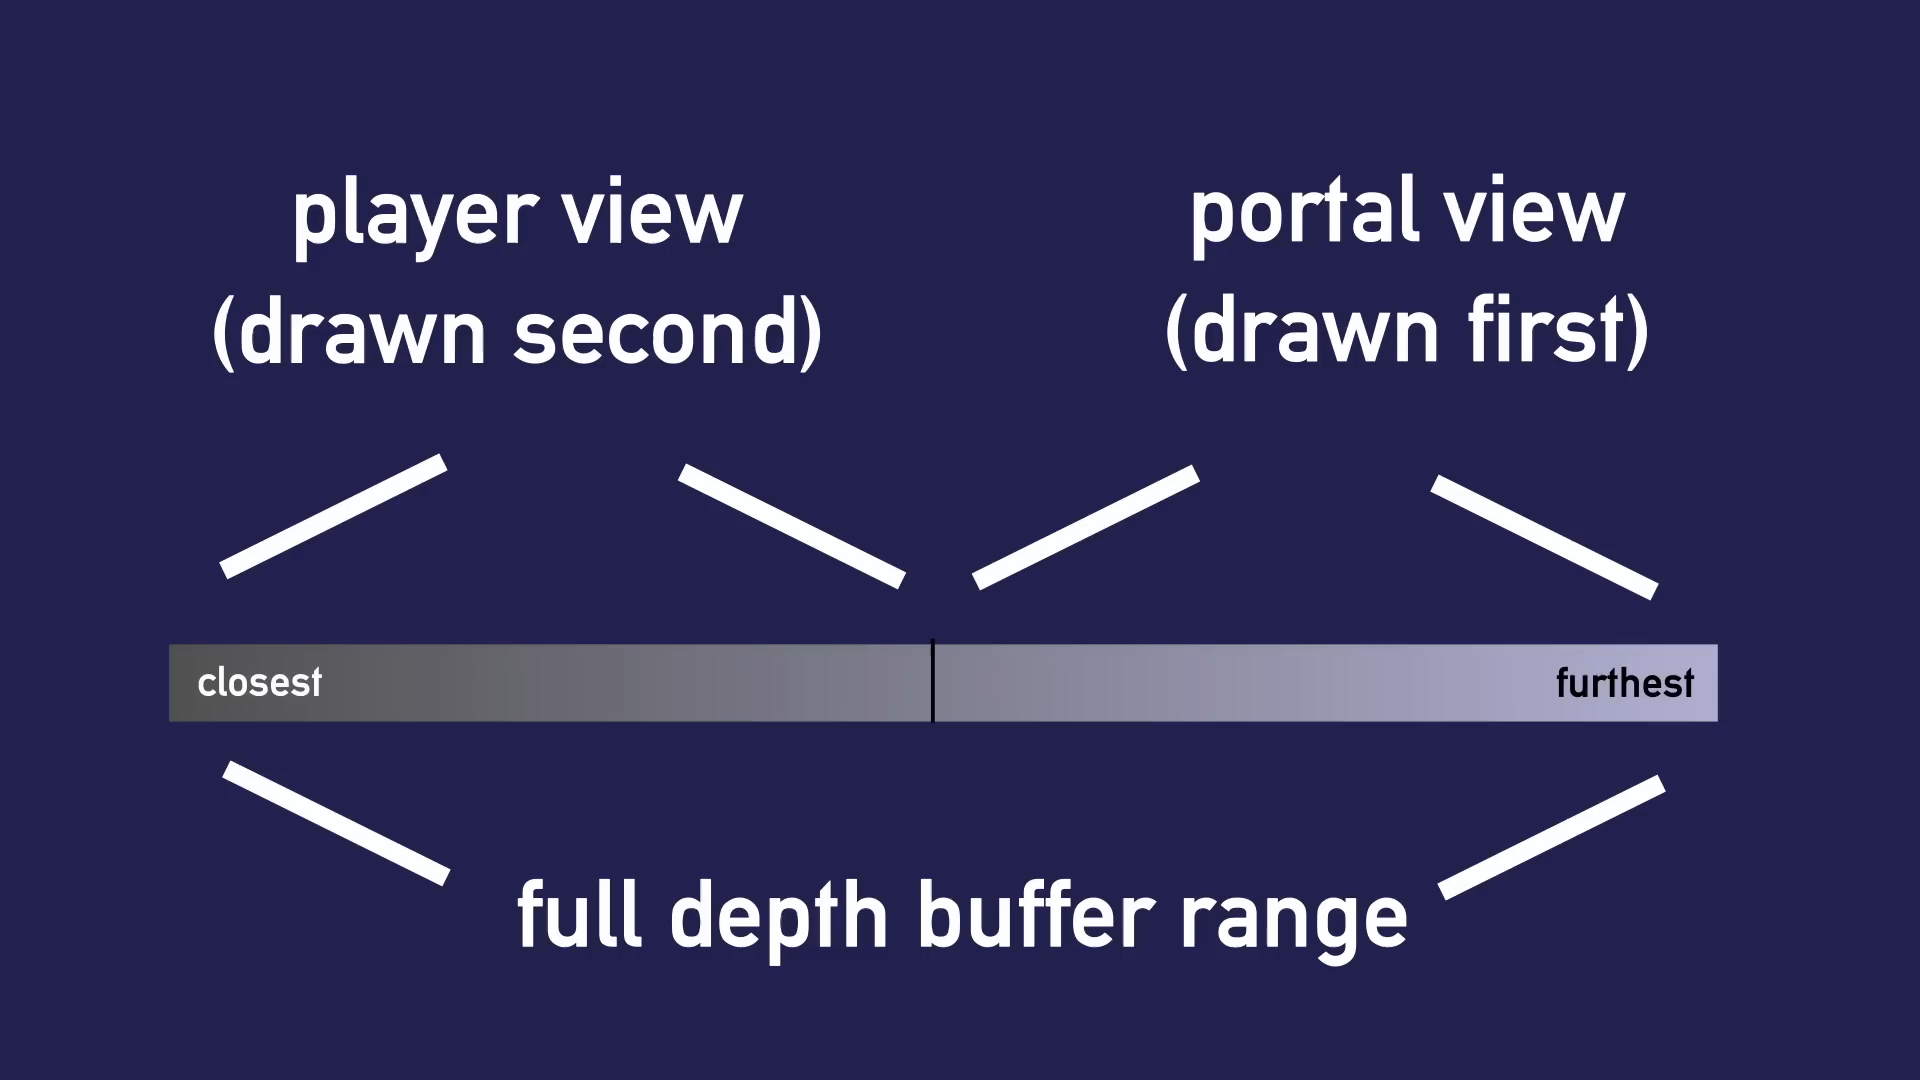 player view
(drawn second)
portal view
(drawn first)
closest
furthest
full depth buffer range